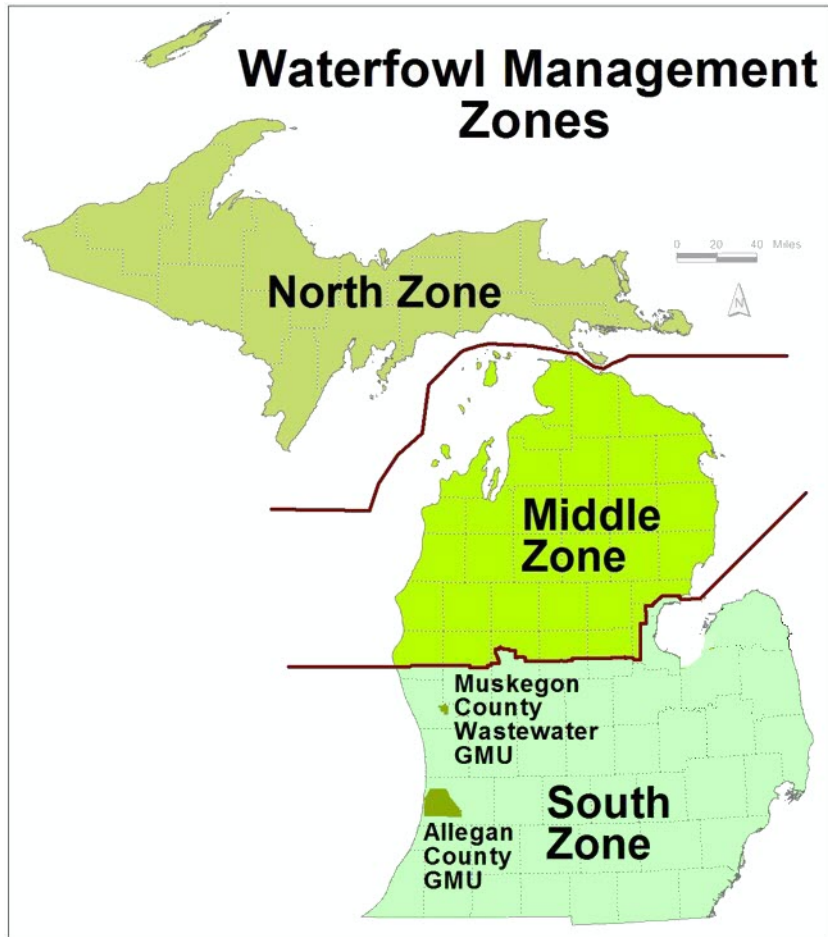 Waterfowl Management
Zones
0 20 40 Miles
North Zone
N
Middle
Zone
Muskegon
County
Wastewater
GMU
South
Zone
Allegan
County
GMU